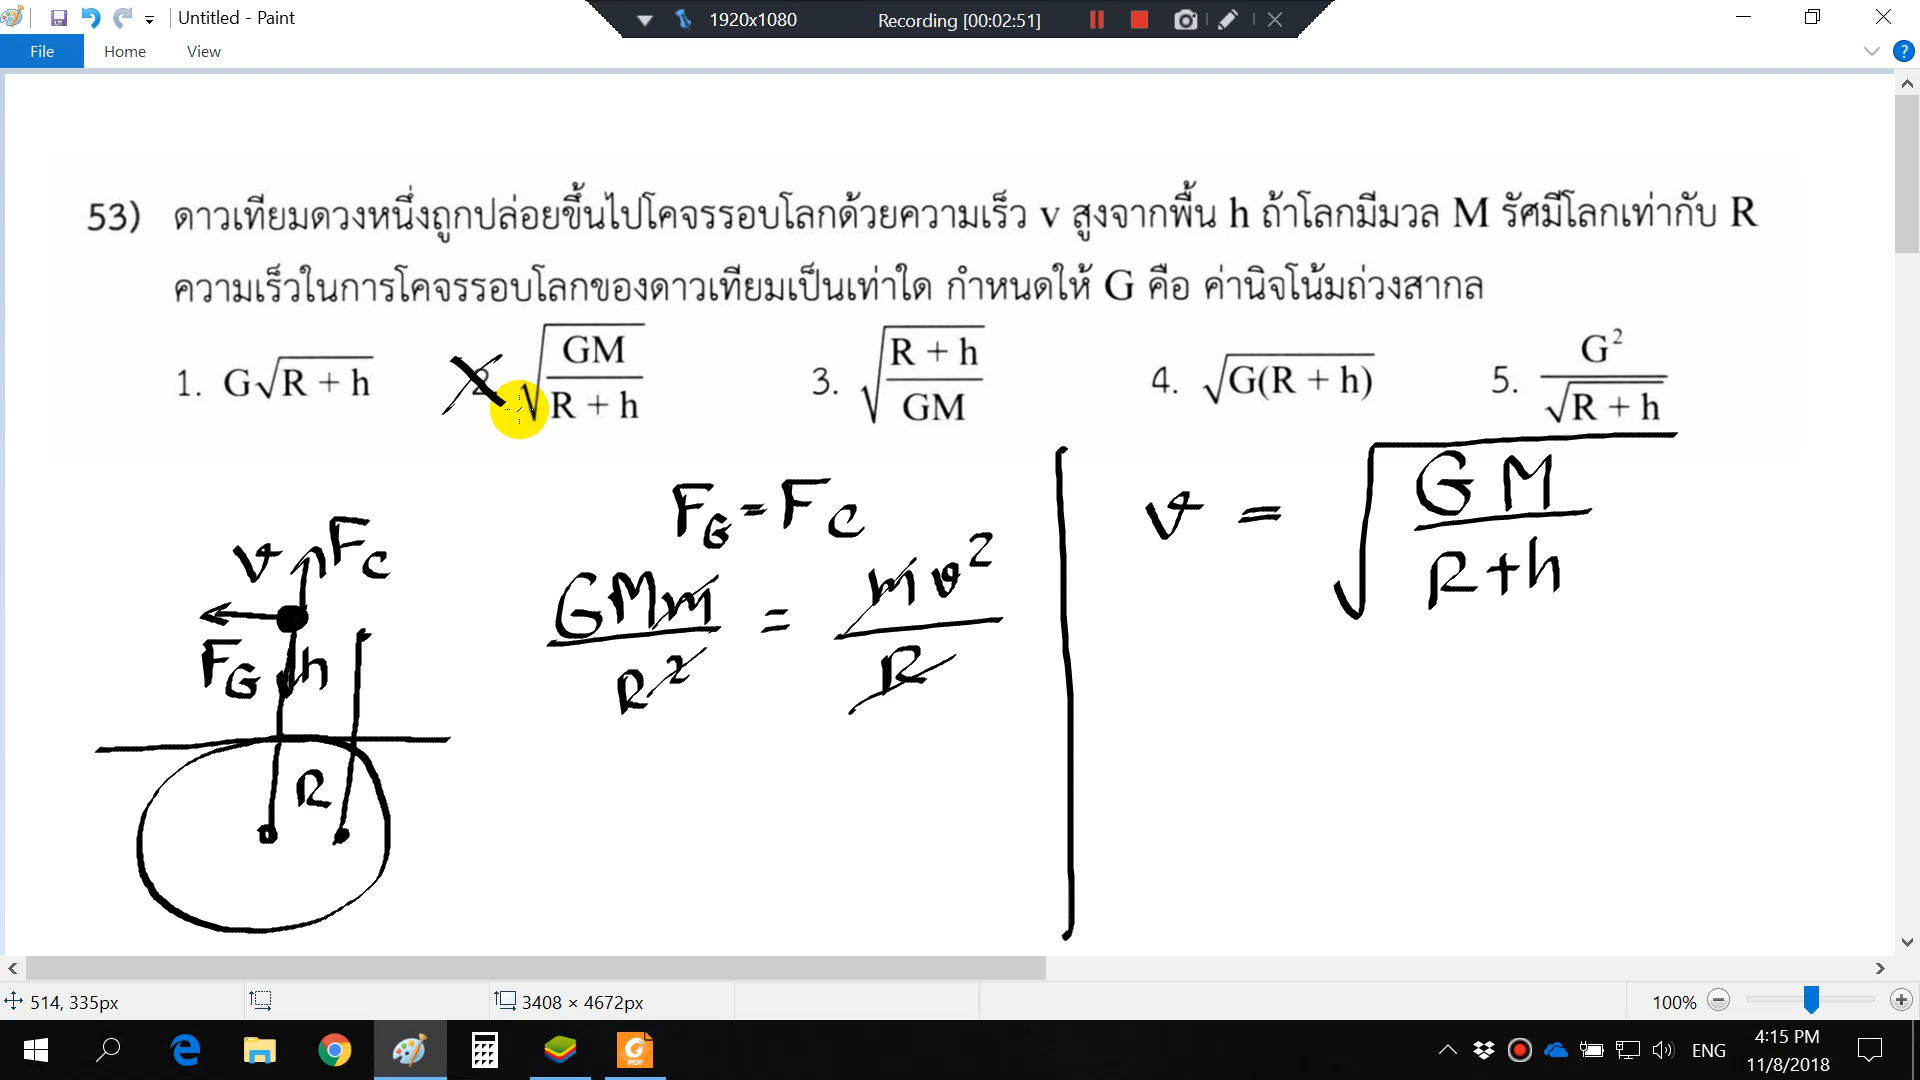 Untitled - Paint
1920x1080
Recording [00:02:51]
File Home View
53) ดาวเทียมดวงหนึ่งถูกปล่อยขึ้นไปโคจรรอบโลกด้วยความเร็ว v สูงจากพื้น h ถ้าโลกมีมวล M รัศมีโลกเท่ากับ R
ความเร็วในการโคจรรอบโลกของดาวเทียมเป็นเท่าใด กำหนดให้ G คือ ค่านิจโน้มถ่วงสากล
1. G√(R + h) 2. √(GM/(R + h)) 3. √((R + h)/GM) 4. √(G(R + h)) 5. G²/√(R + h)
F_G = F_C
GMm/R² = mv²/R
v = √(GM/(R+h))
v F_C
F_G h
R
514, 335px 3408 × 4672px 100%
PDF
ENG
4:15 PM
11/8/2018